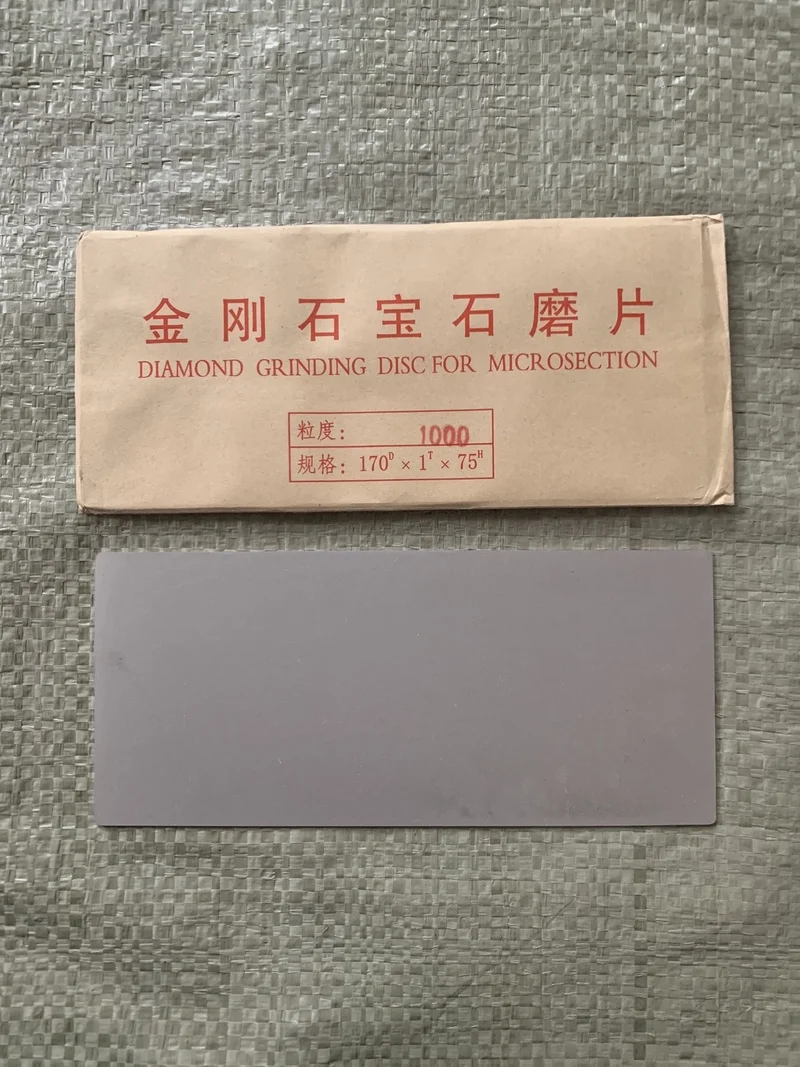 金刚石宝石磨片
DIAMOND GRINDING DISC FOR MICROSECTION
粒度: 1000
规格: 170ᴰ × 1ᵀ × 75ᴴ